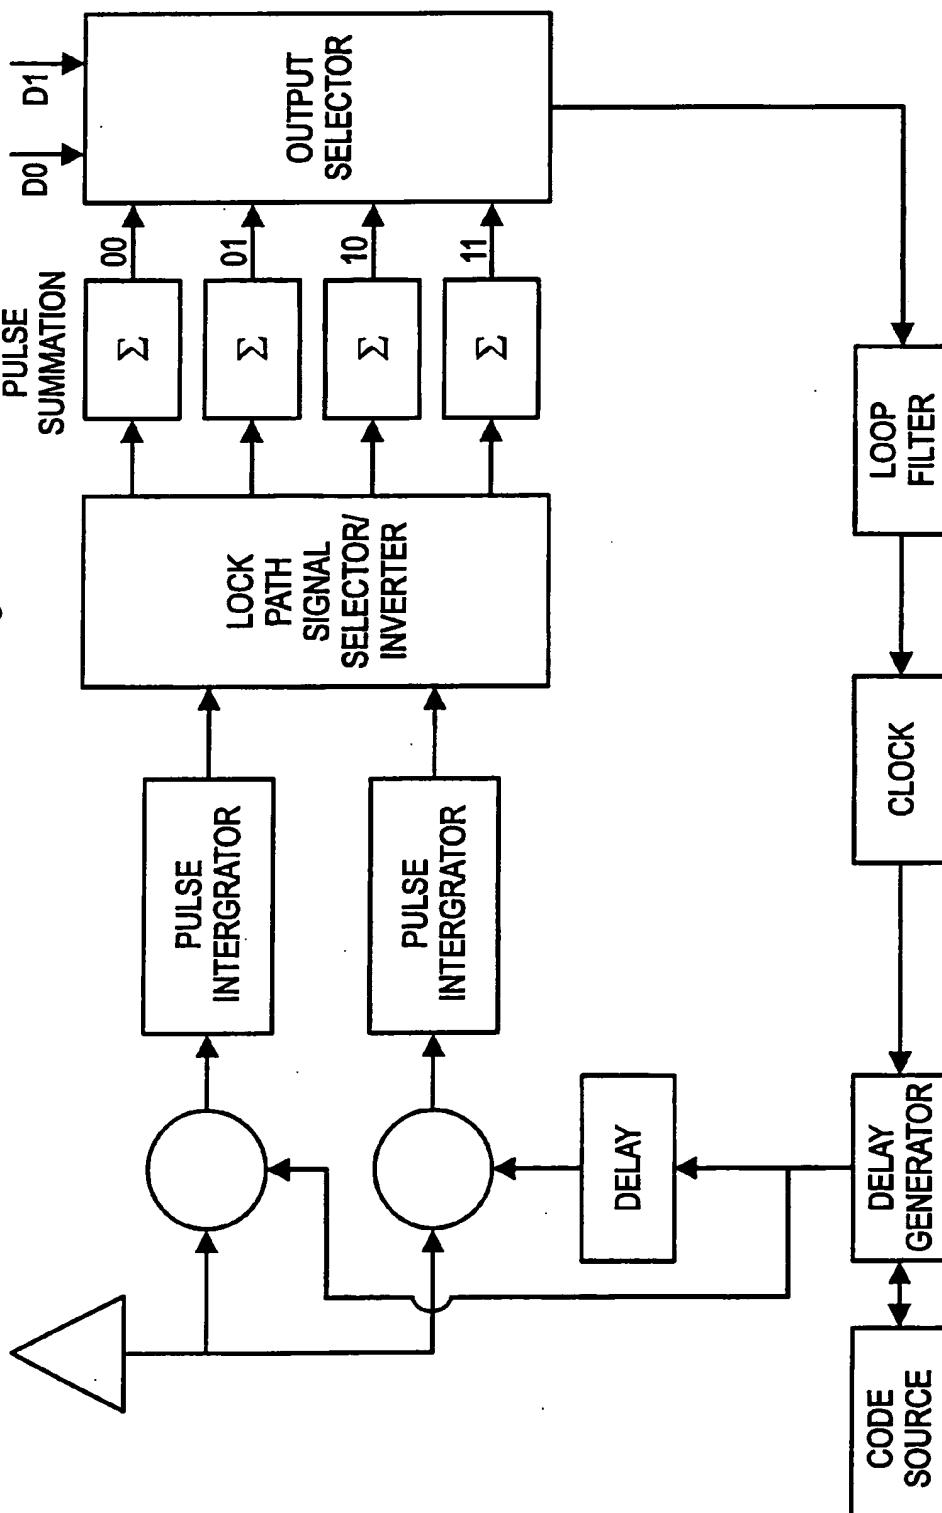 PULSE
INTERGRATOR
PULSE
INTERGRATOR
LOCK
PATH
SIGNAL
SELECTOR/
INVERTER
PULSE
SUMMATION
Σ
Σ
Σ
Σ
00
01
10
11
D0
D1
OUTPUT
SELECTOR
DELAY
CODE
SOURCE
DELAY
GENERATOR
CLOCK
LOOP
FILTER